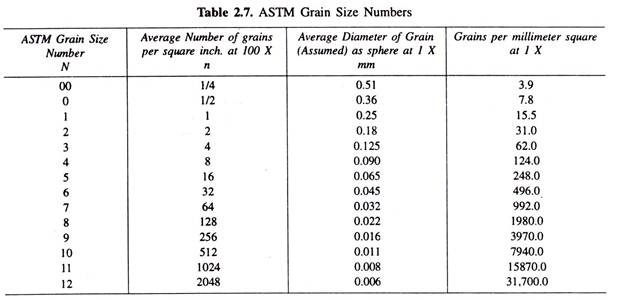 Table 2.7. ASTM Grain Size Numbers
ASTM Grain Size Number N | Average Number of grains per square inch. at 100 X n | Average Diameter of Grain (Assumed) as sphere at 1 X mm | Grains per millimeter square at 1 X
00 1/4 0.51 3.9
0 1/2 0.36 7.8
1 1 0.25 15.5
2 2 0.18 31.0
3 4 0.125 62.0
4 8 0.090 124.0
5 16 0.065 248.0
6 32 0.045 496.0
7 64 0.032 992.0
8 128 0.022 1980.0
9 256 0.016 3970.0
10 512 0.011 7940.0
11 1024 0.008 15870.0
12 2048 0.006 31,700.0